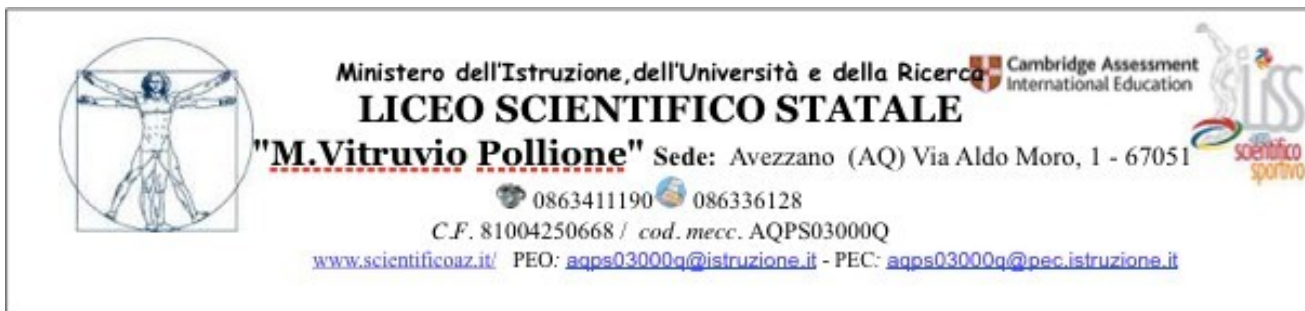 Ministero dell'Istruzione,dell'Università e della Ricerca
Cambridge Assessment
International Education
LICEO SCIENTIFICO STATALE
"M.Vitruvio Pollione" Sede: Avezzano (AQ) Via Aldo Moro, 1 - 67051
LISS
liceo
scientifico
sportivo
0863411190 086336128
C.F. 81004250668 / cod. mecc. AQPS03000Q
www.scientificoaz.it/ PEO: aqps03000q@istruzione.it - PEC: aqps03000q@pec.istruzione.it